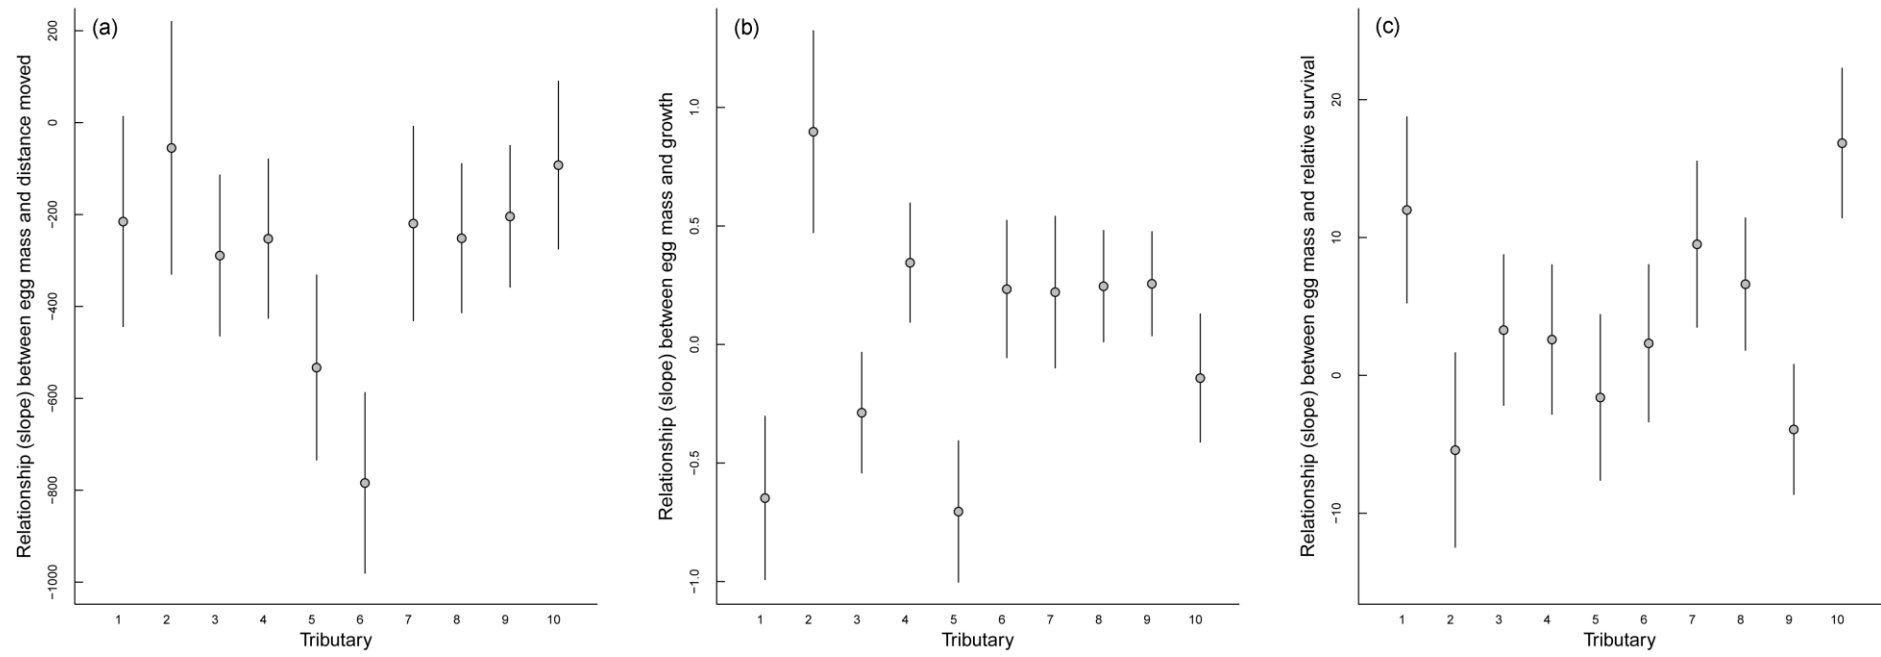 (a)
Relationship (slope) between egg mass and distance moved
200
0
−200
−400
−600
−800
−1000
1 2 3 4 5 6 7 8 9 10
Tributary
(b)
Relationship (slope) between egg mass and growth
1.0
0.5
0.0
−0.5
−1.0
1 2 3 4 5 6 7 8 9 10
Tributary
(c)
Relationship (slope) between egg mass and relative survival
20
10
0
−10
1 2 3 4 5 6 7 8 9 10
Tributary